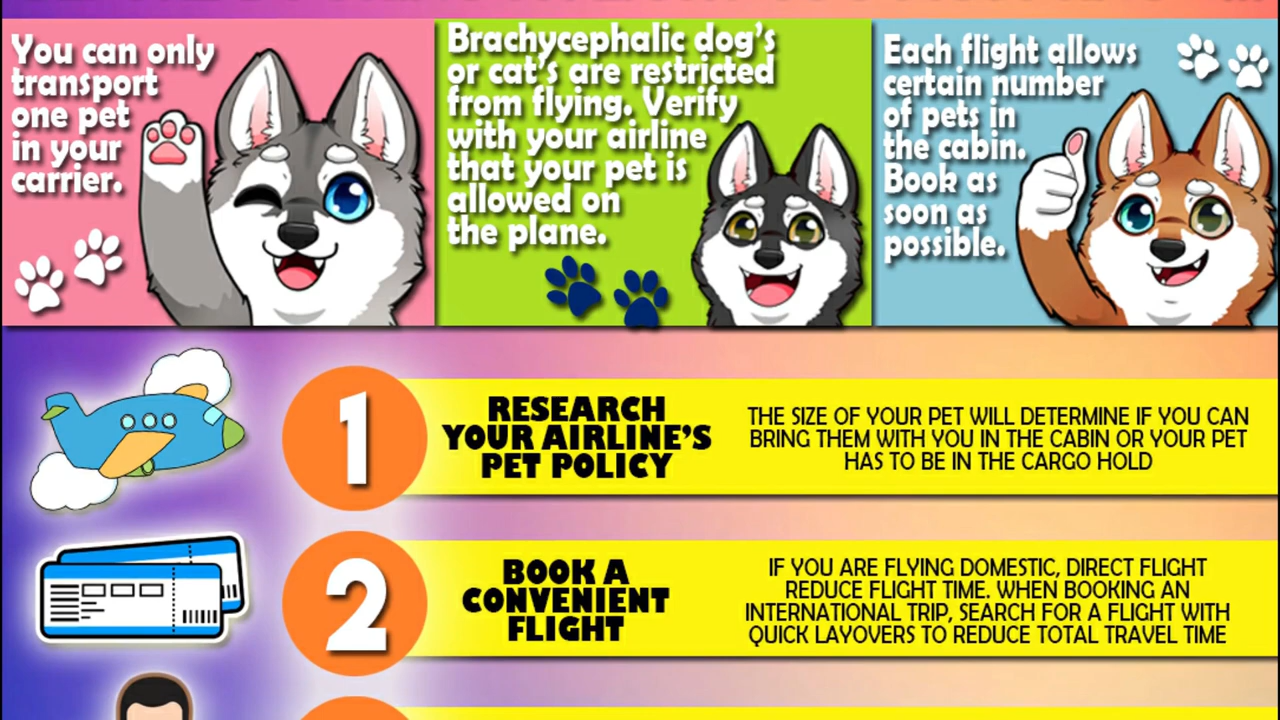 You can only
transport
one pet
in your
carrier.
Brachycephalic dog's
or cat's are restricted
from flying. Verify
with your airline
that your pet is
allowed on
the plane.
Each flight allows
certain number
of pets in
the cabin.
Book as
soon as
possible.
1
RESEARCH
YOUR AIRLINE'S
PET POLICY
THE SIZE OF YOUR PET WILL DETERMINE IF YOU CAN
BRING THEM WITH YOU IN THE CABIN OR YOUR PET
HAS TO BE IN THE CARGO HOLD
2
BOOK A
CONVENIENT
FLIGHT
IF YOU ARE FLYING DOMESTIC, DIRECT FLIGHT
REDUCE FLIGHT TIME. WHEN BOOKING AN
INTERNATIONAL TRIP, SEARCH FOR A FLIGHT WITH
QUICK LAYOVERS TO REDUCE TOTAL TRAVEL TIME